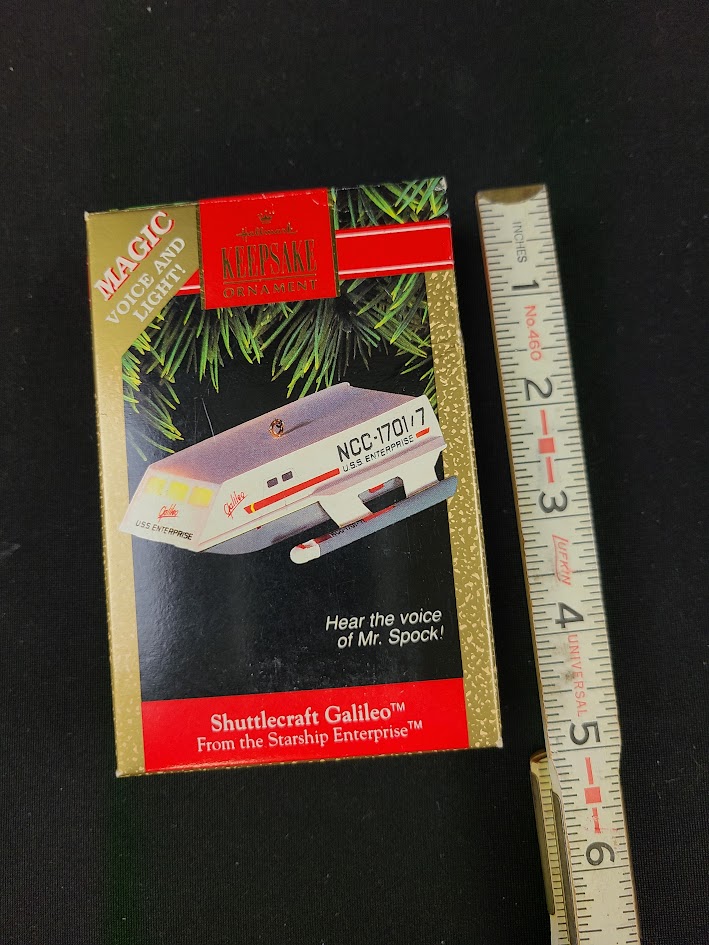 MAGIC
VOICE AND
LIGHT!
Hallmark
KEEPSAKE
ORNAMENT
NCC-1701/7
U.S.S. ENTERPRISE
Galileo
Galileo
U.S.S. ENTERPRISE
Hear the voice
of Mr. Spock!
Shuttlecraft Galileo™
From the Starship Enterprise™
INCHES
1
No. 460
2
3
LUFKIN
4
UNIVERSAL
5
6